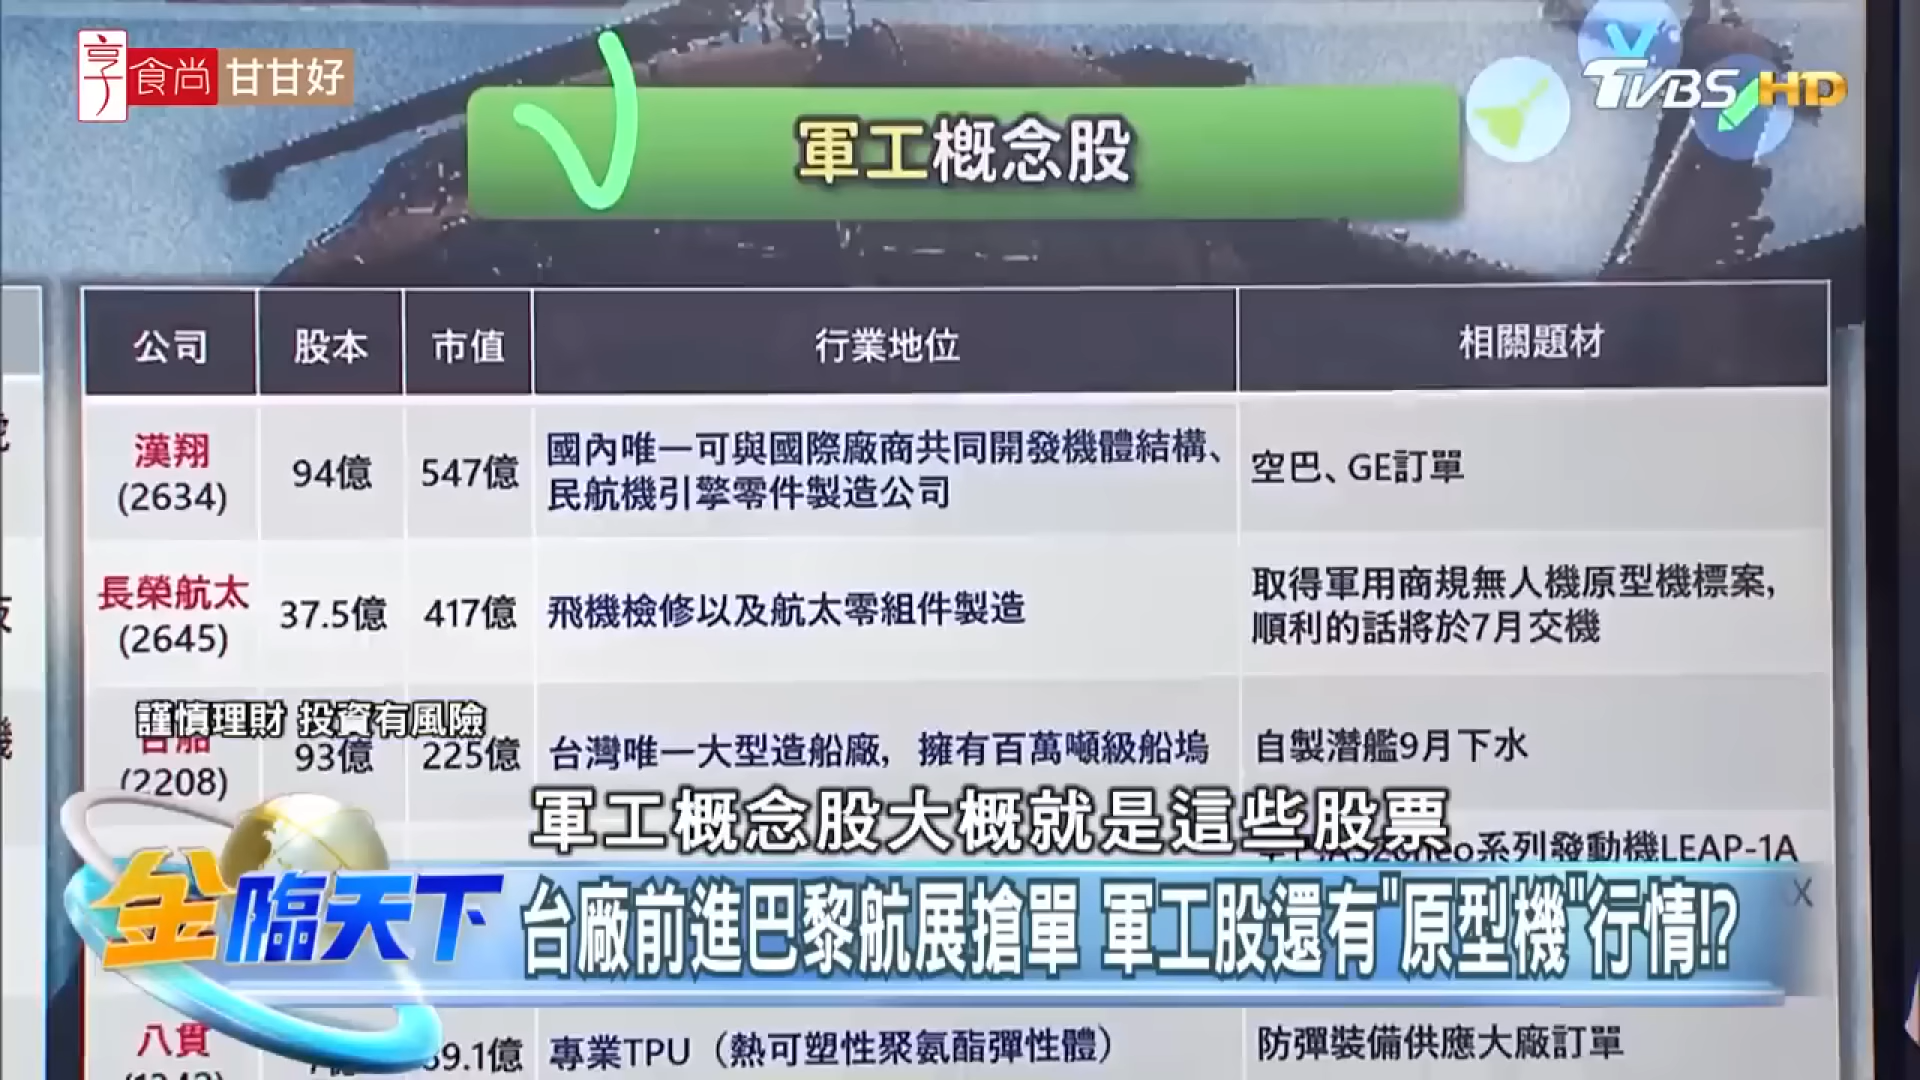 享 食尚 甘甘好
TVBS HD
軍工概念股
公司 股本 市值 行業地位 相關題材
漢翔
(2634)
94億
547億
國內唯一可與國際廠商共同開發機體結構、
民航機引擎零件製造公司
空巴、GE訂單
長榮航太
(2645)
37.5億
417億
飛機檢修以及航太零組件製造
取得軍用商規無人機原型機標案，
順利的話將於7月交機
謹慎理財 投資有風險
台船
(2208)
93億
225億
台灣唯一大型造船廠，擁有百萬噸級船塢
自製潛艦9月下水
軍工概念股大概就是這些股票
系列發動機LEAP-1A
金臨天下
台廠前進巴黎航展搶單 軍工股還有"原型機"行情!?
八貫
9.1億
專業TPU（熱可塑性聚氨酯彈性體）
防彈裝備供應大廠訂單